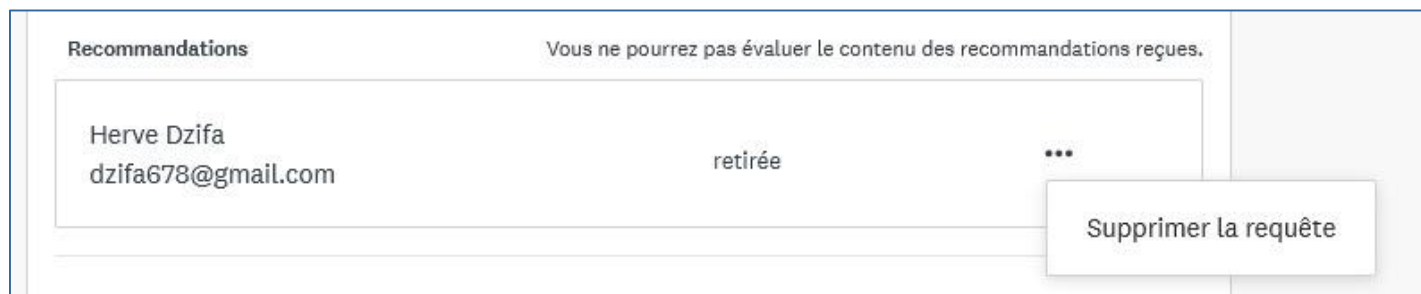 Recommandations
Vous ne pourrez pas évaluer le contenu des recommandations reçues.
Herve Dzifa
dzifa678@gmail.com
retirée
Supprimer la requête